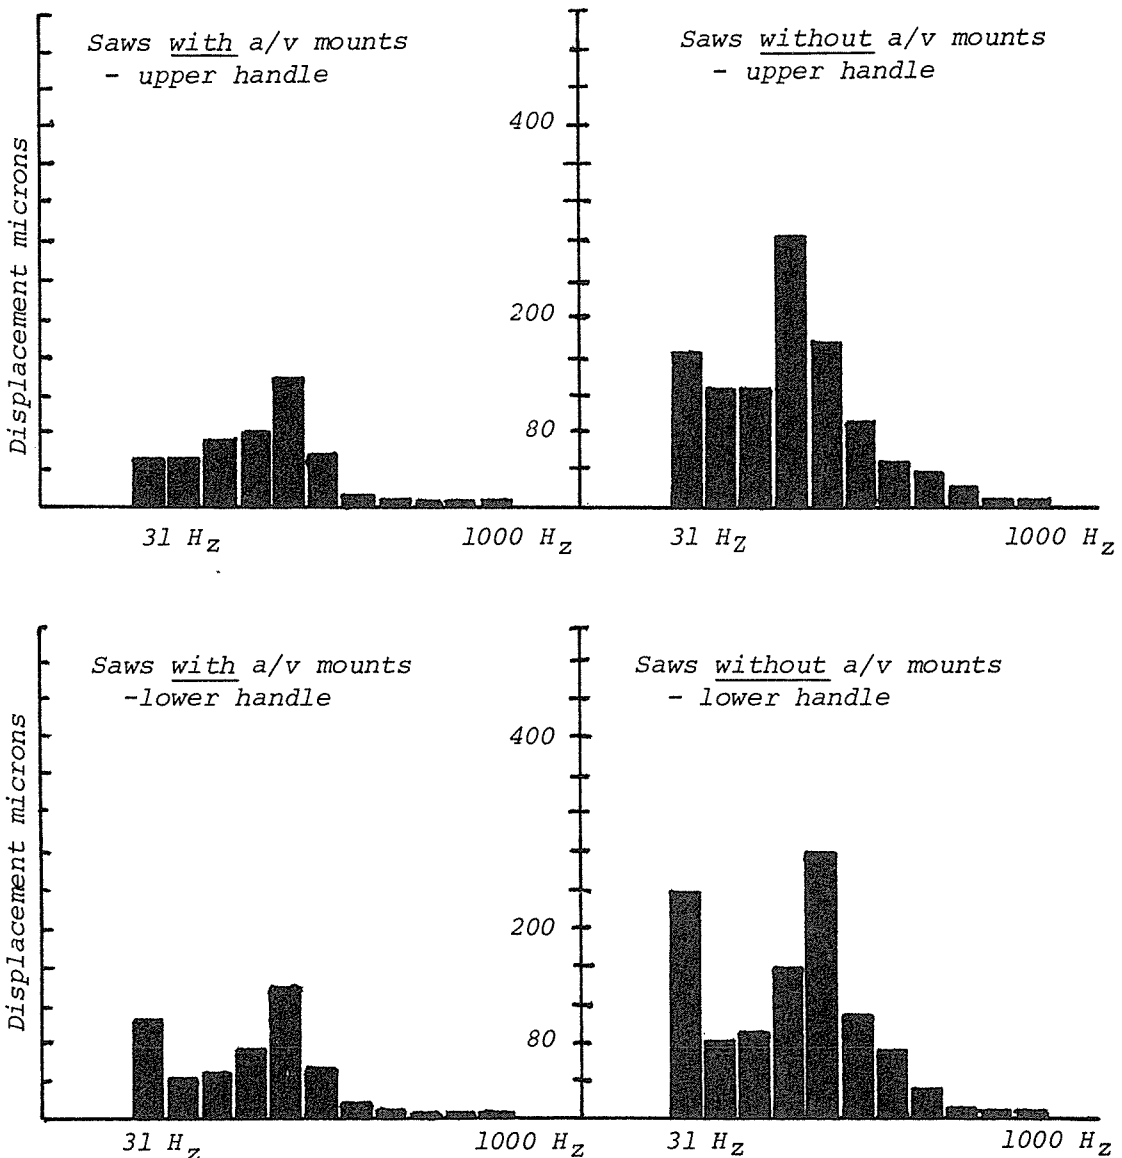 Saws with a/v mounts
- upper handle
Displacement microns
31 Hz
1000 Hz
Saws without a/v mounts
- upper handle
400
200
80
31 Hz
1000 Hz
Saws with a/v mounts
-lower handle
Displacement microns
31 Hz
1000 Hz
Saws without a/v mounts
- lower handle
400
200
80
31 Hz
1000 Hz